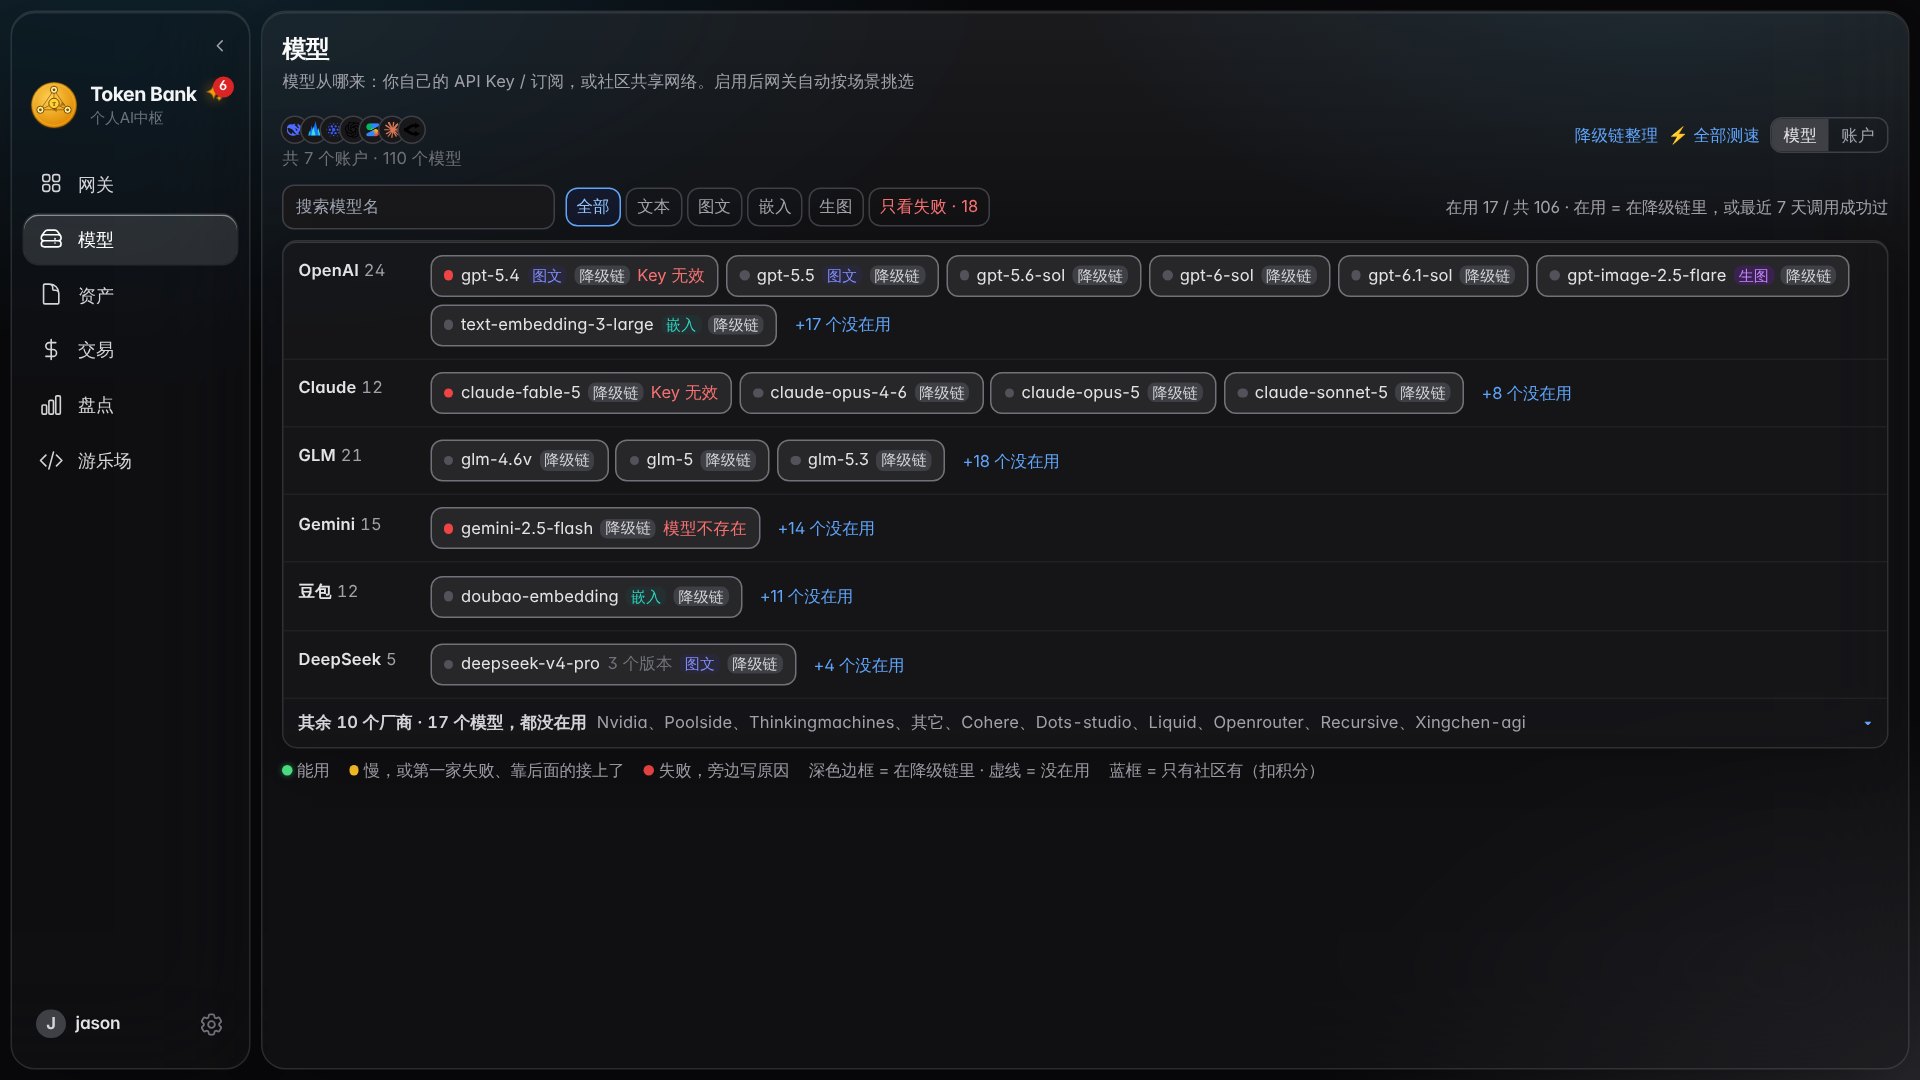 Token Bank
6
个人AI中枢
网关
模型
资产
交易
盘点
游乐场
J jason
模型
模型从哪来：你自己的 API Key / 订阅，或社区共享网络。启用后网关自动按场景挑选
共 7 个账户 · 110 个模型
降级链整理 ⚡ 全部测速 模型 账户
搜索模型名 全部 文本 图文 嵌入 生图 只看失败 · 18
在用 17 / 共 106 · 在用 = 在降级链里，或最近 7 天调用成功过
OpenAI 24
gpt-5.4 图文 降级链 Key 无效 gpt-5.5 图文 降级链 gpt-5.6-sol 降级链 gpt-6-sol 降级链 gpt-6.1-sol 降级链 gpt-image-2.5-flare 生图 降级链
text-embedding-3-large 嵌入 降级链 +17 个没在用
Claude 12 claude-fable-5 降级链 Key 无效 claude-opus-4-6 降级链 claude-opus-5 降级链 claude-sonnet-5 降级链 +8 个没在用
GLM 21 glm-4.6v 降级链 glm-5 降级链 glm-5.3 降级链 +18 个没在用
Gemini 15 gemini-2.5-flash 降级链 模型不存在 +14 个没在用
豆包 12 doubao-embedding 嵌入 降级链 +11 个没在用
DeepSeek 5 deepseek-v4-pro 3 个版本 图文 降级链 +4 个没在用
其余 10 个厂商 · 17 个模型，都没在用 Nvidia、Poolside、Thinkingmachines、其它、Cohere、Dots-studio、Liquid、Openrouter、Recursive、Xingchen-agi
能用 慢，或第一家失败、靠后面的接上了 失败，旁边写原因 深色边框 = 在降级链里 · 虚线 = 没在用 蓝框 = 只有社区有（扣积分）